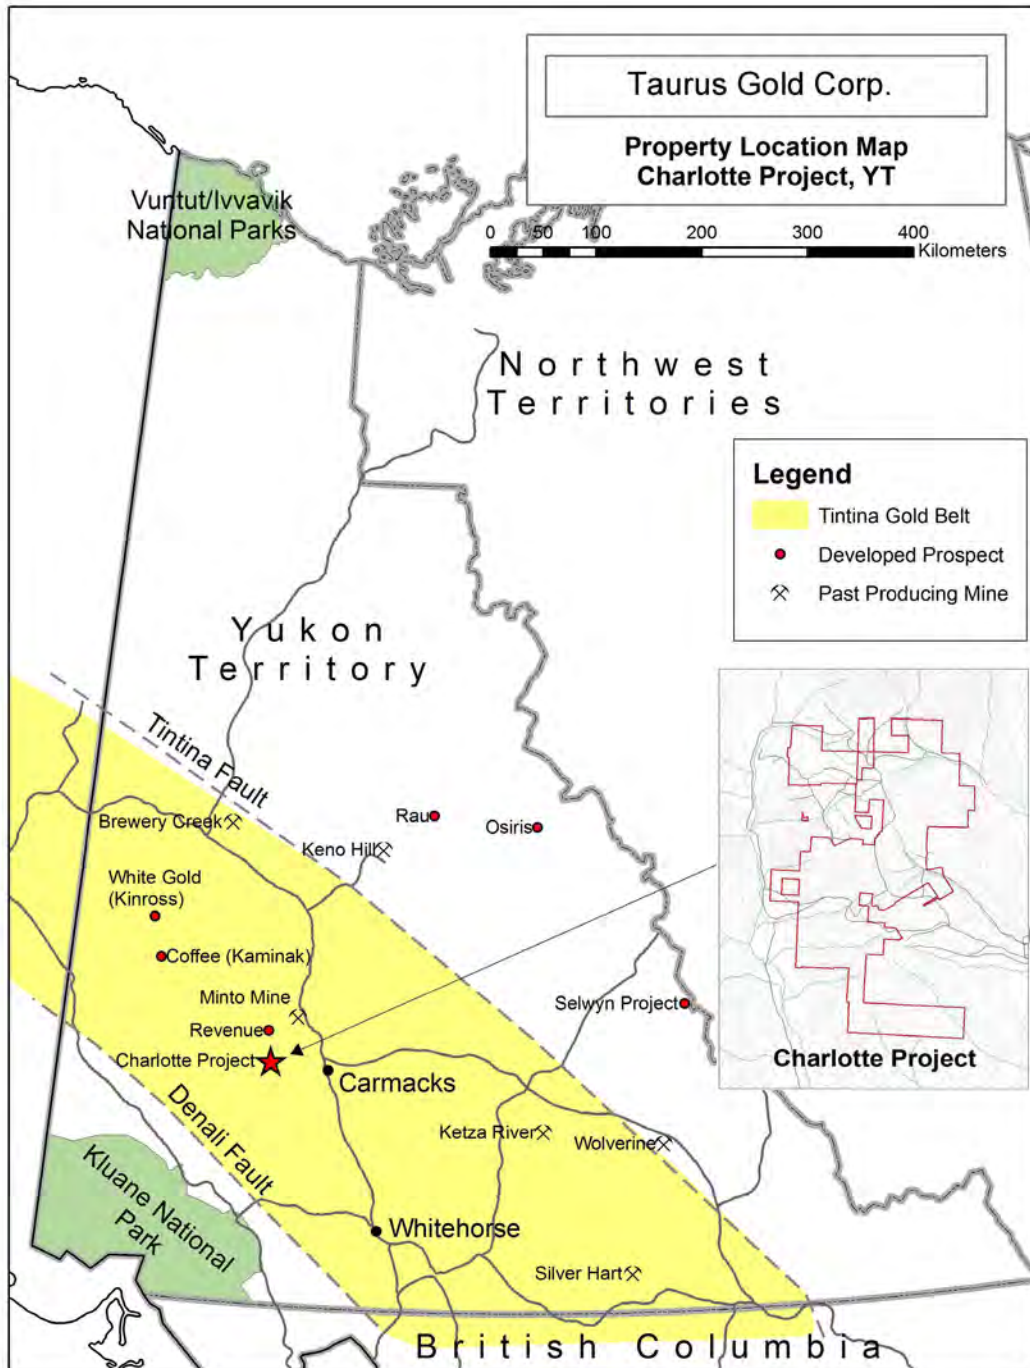 Taurus Gold Corp.
Property Location Map
Charlotte Project, YT
0 50 100 200 300 400
Kilometers
Vuntut/Ivvavik
National Parks
Northwest
Territories
Legend
Tintina Gold Belt
Developed Prospect
Past Producing Mine
Yukon
Territory
Tintina Fault
Brewery Creek
Rau
Osiris
Keno Hill
White Gold
(Kinross)
Coffee (Kaminak)
Minto Mine
Revenue
Charlotte Project
Selwyn Project
Charlotte Project
Carmacks
Denali Fault
Ketza River
Wolverine
Kluane National
Park
Whitehorse
Silver Hart
British Columbia